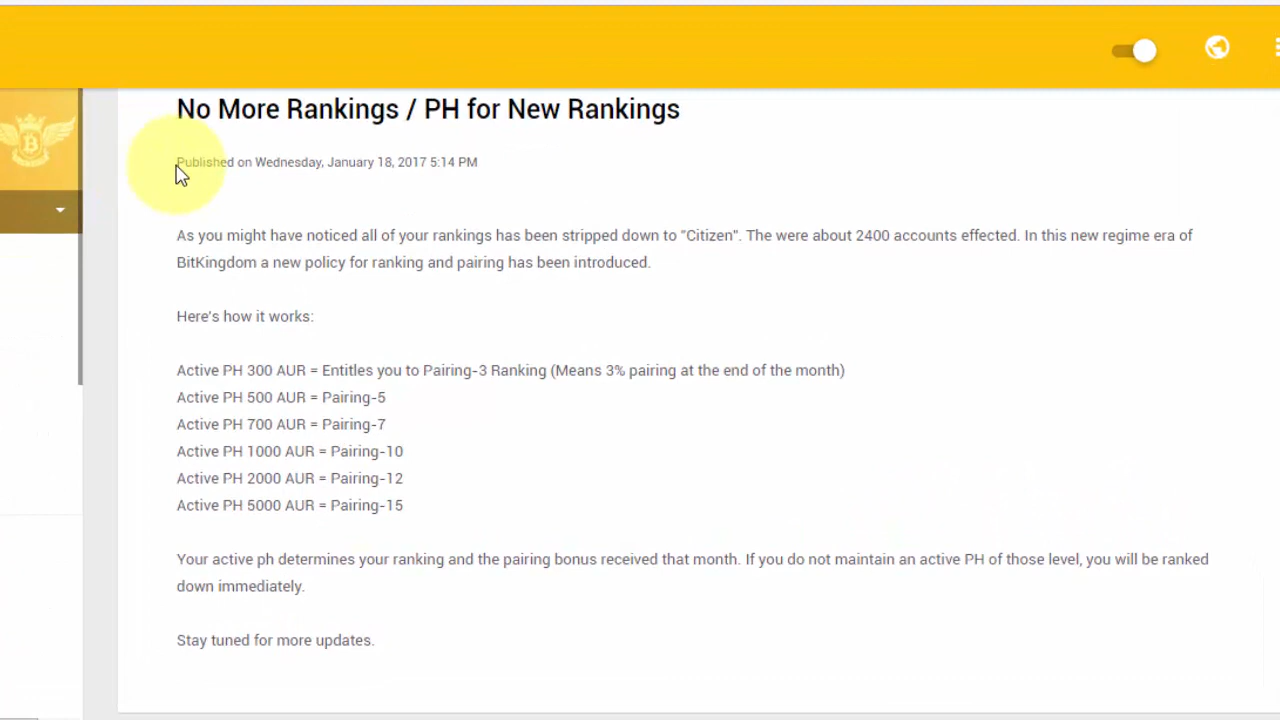 No More Rankings / PH for New Rankings
Published on Wednesday, January 18, 2017 5:14 PM
As you might have noticed all of your rankings has been stripped down to "Citizen". The were about 2400 accounts effected. In this new regime era of
BitKingdom a new policy for ranking and pairing has been introduced.
Here's how it works:
Active PH 300 AUR = Entitles you to Pairing-3 Ranking (Means 3% pairing at the end of the month)
Active PH 500 AUR = Pairing-5
Active PH 700 AUR = Pairing-7
Active PH 1000 AUR = Pairing-10
Active PH 2000 AUR = Pairing-12
Active PH 5000 AUR = Pairing-15
Your active ph determines your ranking and the pairing bonus received that month. If you do not maintain an active PH of those level, you will be ranked
down immediately.
Stay tuned for more updates.